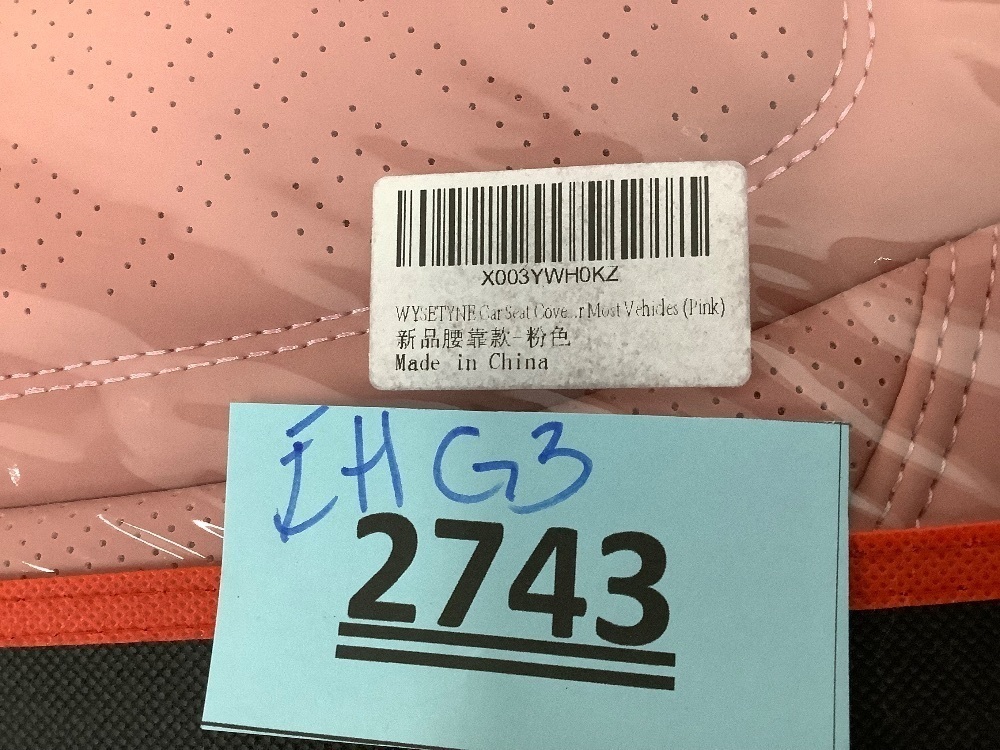 X003YWH0KZ
WYSETYNE Car Seat Cove...r Most Vehicles (Pink)
新品腰靠款-粉色
Made in China
EHG3
2743